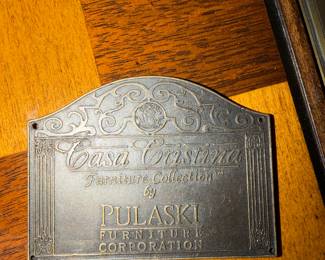 Casa Cristina
Furniture Collection™
by
PULASKI
FURNITURE
CORPORATION